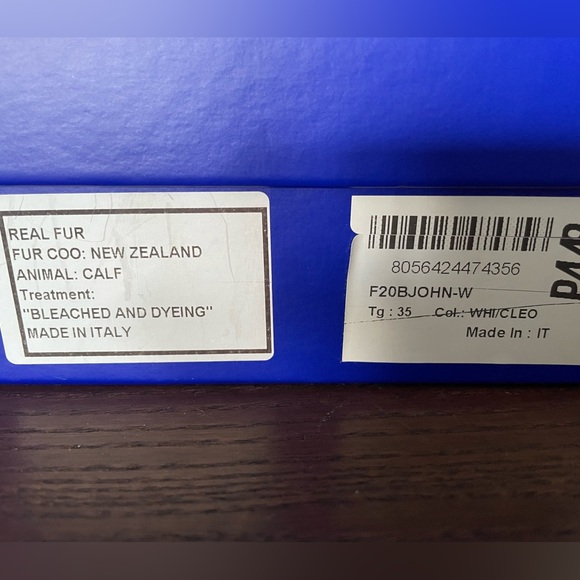 REAL FUR
FUR COO: NEW ZEALAND
ANIMAL: CALF
Treatment:
"BLEACHED AND DYEING"
MADE IN ITALY
8056424474356
F20BJOHN-W
Tg : 35 Col.: WHI/CLEO
Made In : IT
P448